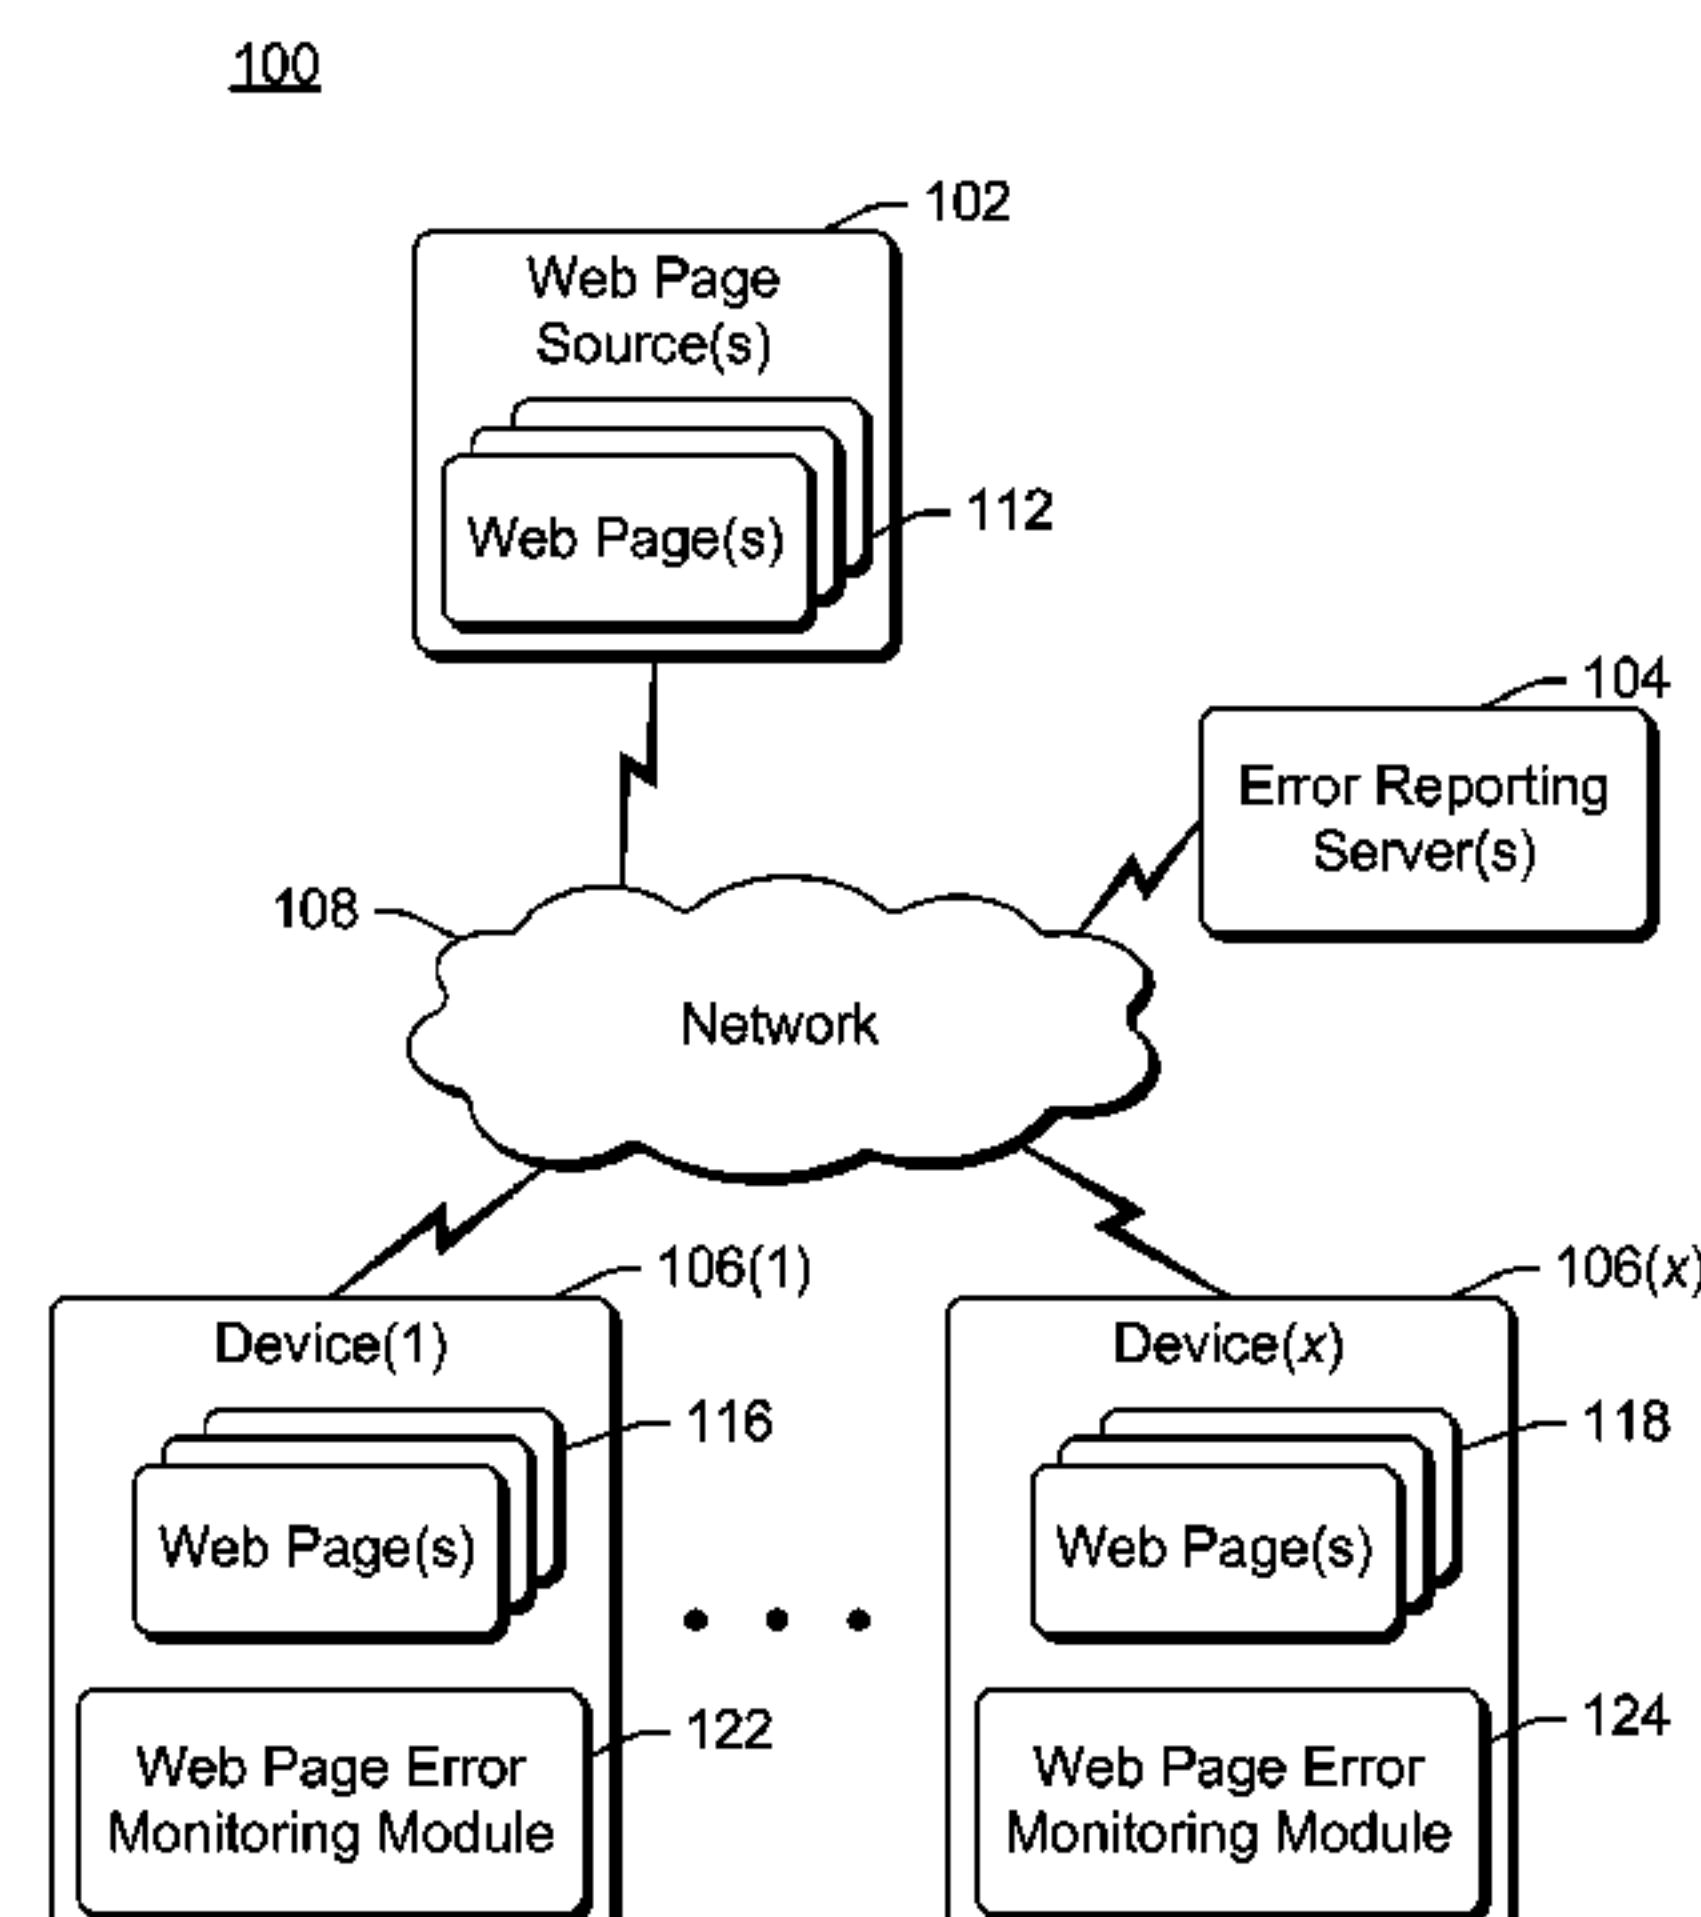 100
102
Web Page
Source(s)
112
Web Page(s)
104
Error Reporting
Server(s)
108
Network
106(1)
106(x)
Device(1)
Device(x)
116
118
Web Page(s)
Web Page(s)
122
124
Web Page Error
Monitoring Module
Web Page Error
Monitoring Module